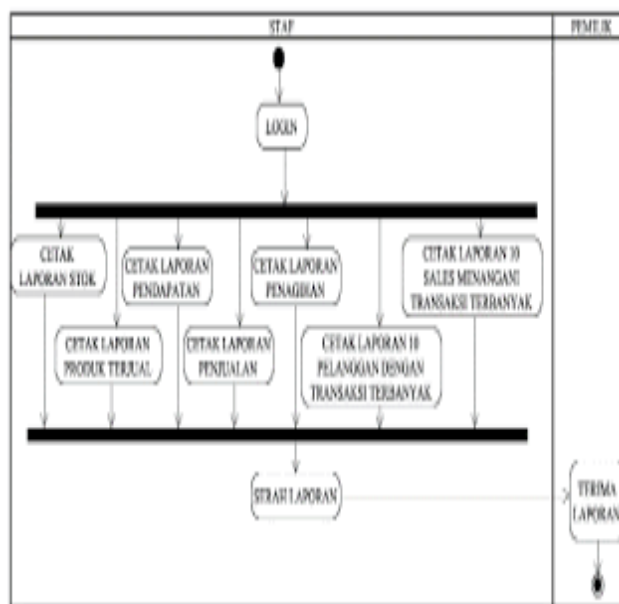 STAF
PEMILIK
LOGIN
CETAK
LAPORAN STOK
CETAK LAPORAN
PENDAPATAN
CETAK LAPORAN
PENAGIHAN
CETAK LAPORAN 10
SALES MENANGANI
TRANSAKSI TERBANYAK
CETAK LAPORAN
PRODUK TERJUAL
CETAK LAPORAN
PENJUALAN
CETAK LAPORAN 10
PELANGGAN DENGAN
TRANSAKSI TERBANYAK
SERAH LAPORAN
TERIMA
LAPORAN